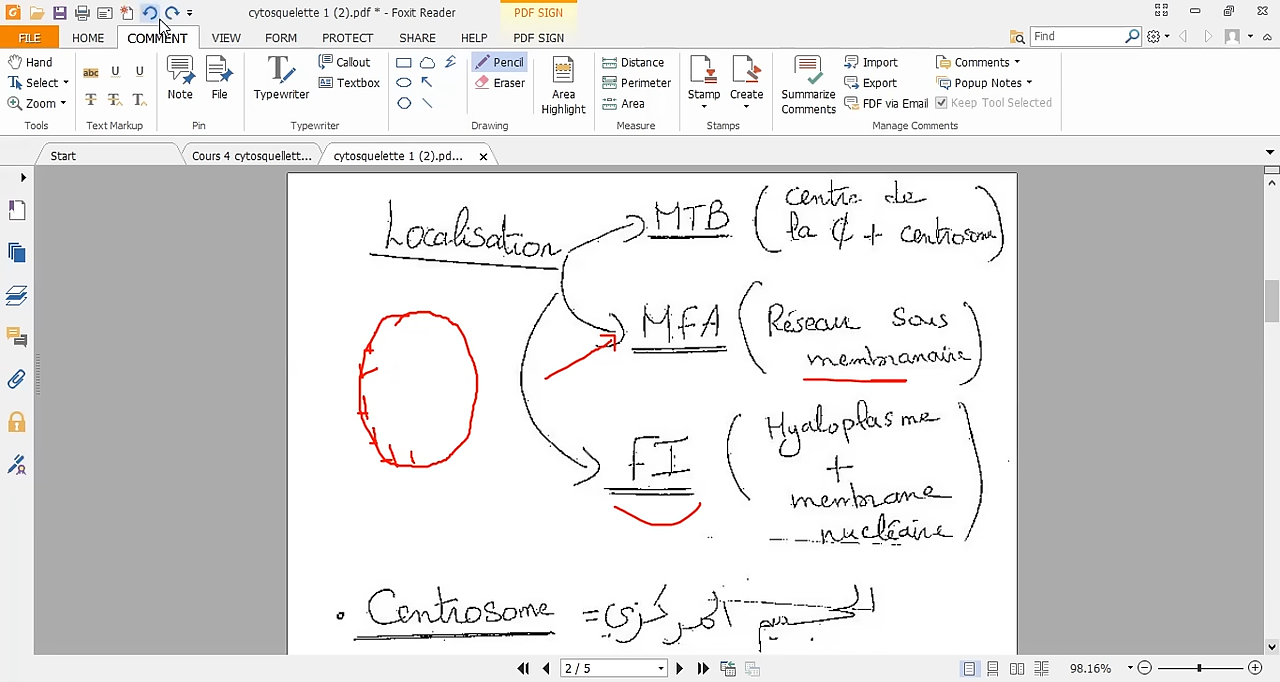 cytosquelette 1 (2).pdf * - Foxit Reader
PDF SIGN
FILE HOME COMMENT VIEW FORM PROTECT SHARE HELP PDF SIGN
Find
Hand
Select
Zoom
Tools
Text Markup
Note
File
Pin
Typewriter
Callout
Textbox
Typewriter
Pencil
Eraser
Drawing
Area
Highlight
Distance
Perimeter
Area
Measure
Stamp
Create
Stamps
Summarize
Comments
Import
Export
FDF via Email
Comments
Popup Notes
Keep Tool Selected
Manage Comments
Start
Cours 4 cytosquellett...
cytosquelette 1 (2).pd...
Localisation
MTB (centre de
la ₵ + centrosome)
MFA (Réseau sous
membranaire)
FI (Hyaloplasme
+
membrane
nucléaire)
• Centrosome = الجسيم المركزي
2 / 5
98.16%